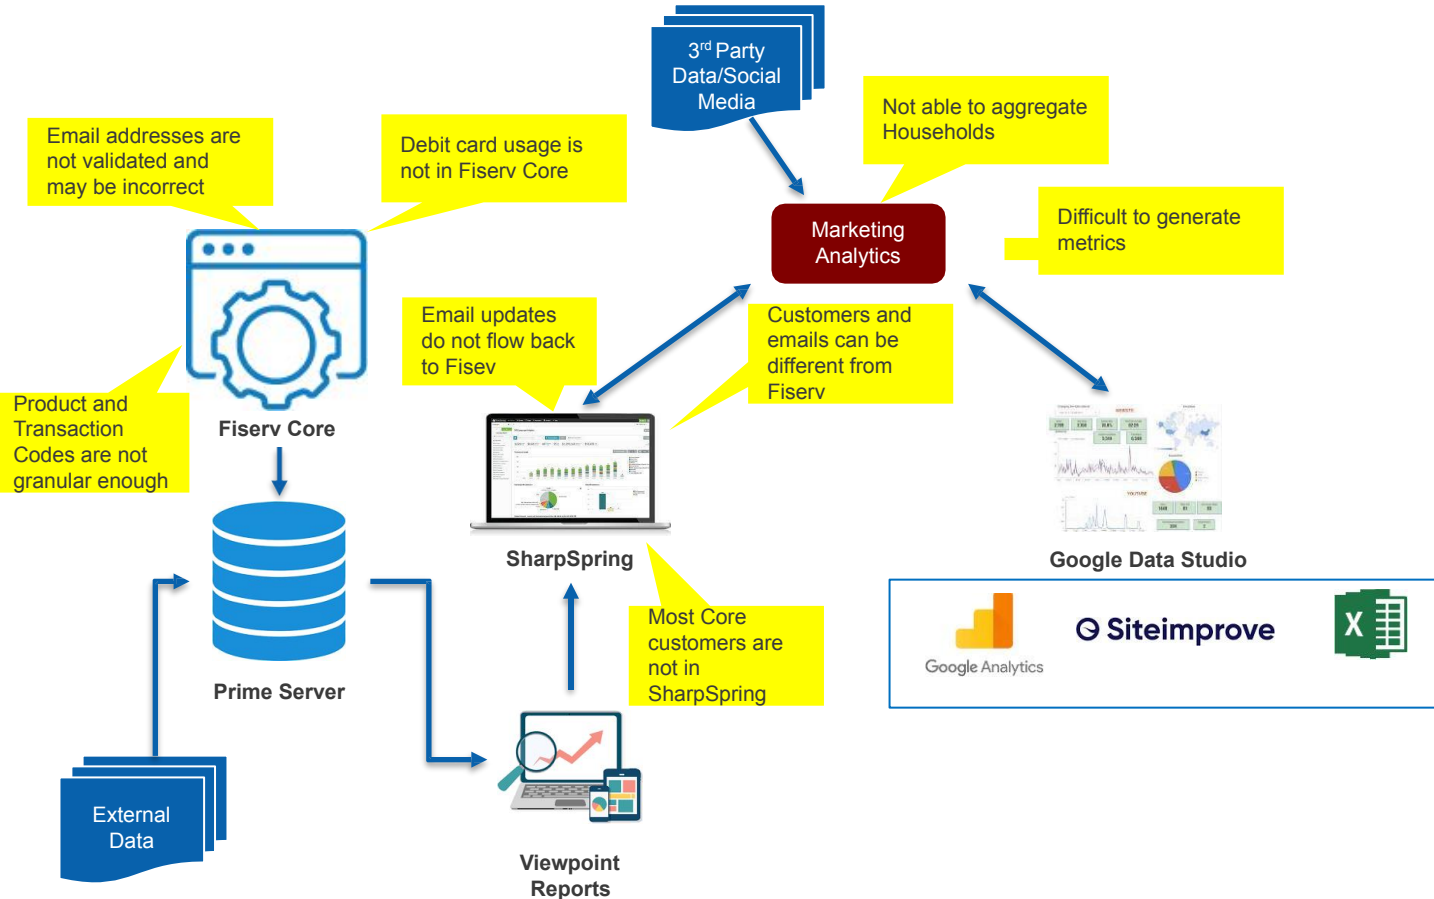 3rd Party
Data/Social
Media
Not able to aggregate
Households
Email addresses are
not validated and
may be incorrect
Debit card usage is
not in Fiserv Core
Difficult to generate
metrics
Marketing
Analytics
Email updates
do not flow back
to Fisev
Customers and
emails can be
different from
Fiserv
Product and
Transaction
Codes are not
granular enough
Fiserv Core
SharpSpring
Google Data Studio
WEBSITE
YOUTUBE
Most Core
customers are
not in
SharpSpring
Google Analytics
Siteimprove
X
Prime Server
External
Data
Viewpoint
Reports